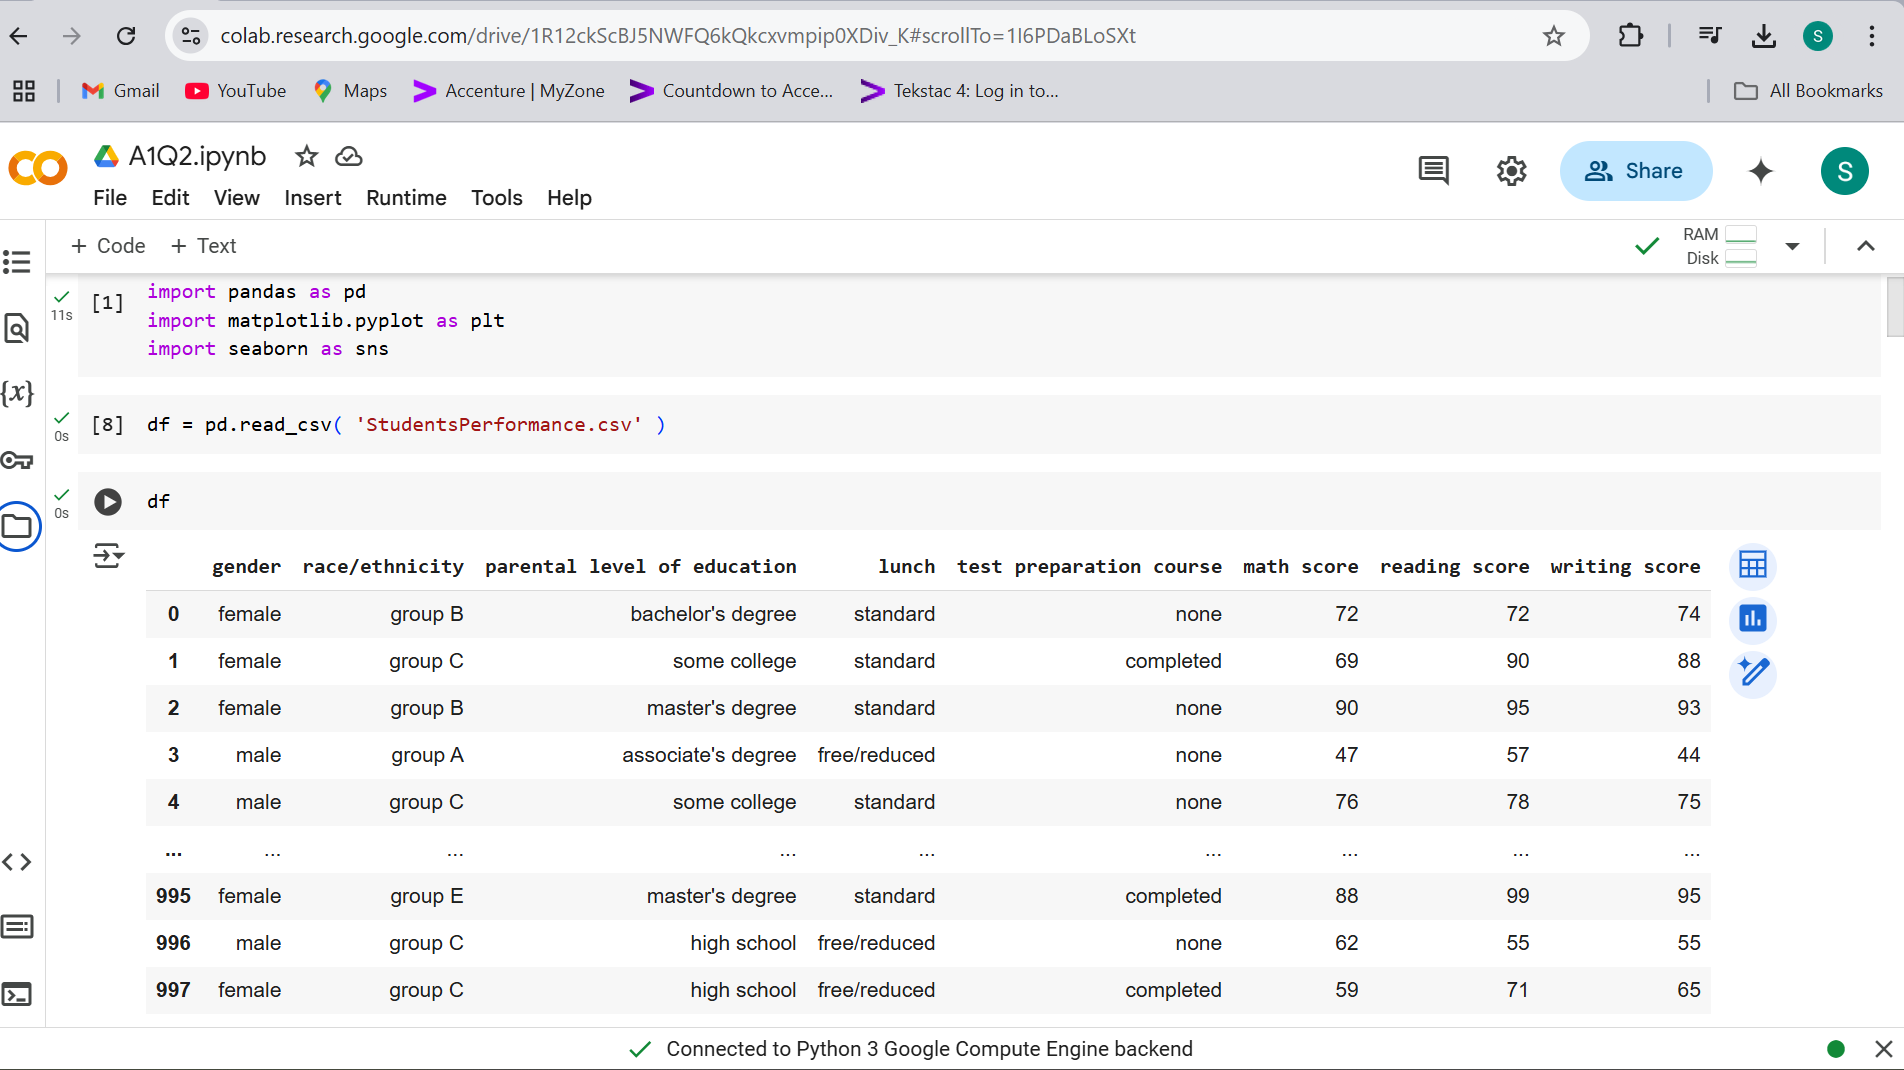 colab.research.google.com/drive/1R12ckScBJ5NWFQ6kQkcxvmpip0XDiv_K#scrollTo=1I6PDaBLoSXt
S
Gmail YouTube Maps Accenture | MyZone Countdown to Acce... Tekstac 4: Log in to... All Bookmarks
A1Q2.ipynb
File Edit View Insert Runtime Tools Help
Share
S
+ Code + Text
RAM
Disk
11s
[1]
import pandas as pd
import matplotlib.pyplot as plt
import seaborn as sns
0s
[8] df = pd.read_csv( 'StudentsPerformance.csv' )
0s
df
{x}
gender race/ethnicity parental level of education lunch test preparation course math score reading score writing score
0 female group B bachelor's degree standard none 72 72 74
1 female group C some college standard completed 69 90 88
2 female group B master's degree standard none 90 95 93
3 male group A associate's degree free/reduced none 47 57 44
4 male group C some college standard none 76 78 75
... ... ... ... ... ... ... ... ...
995 female group E master's degree standard completed 88 99 95
996 male group C high school free/reduced none 62 55 55
997 female group C high school free/reduced completed 59 71 65
Connected to Python 3 Google Compute Engine backend